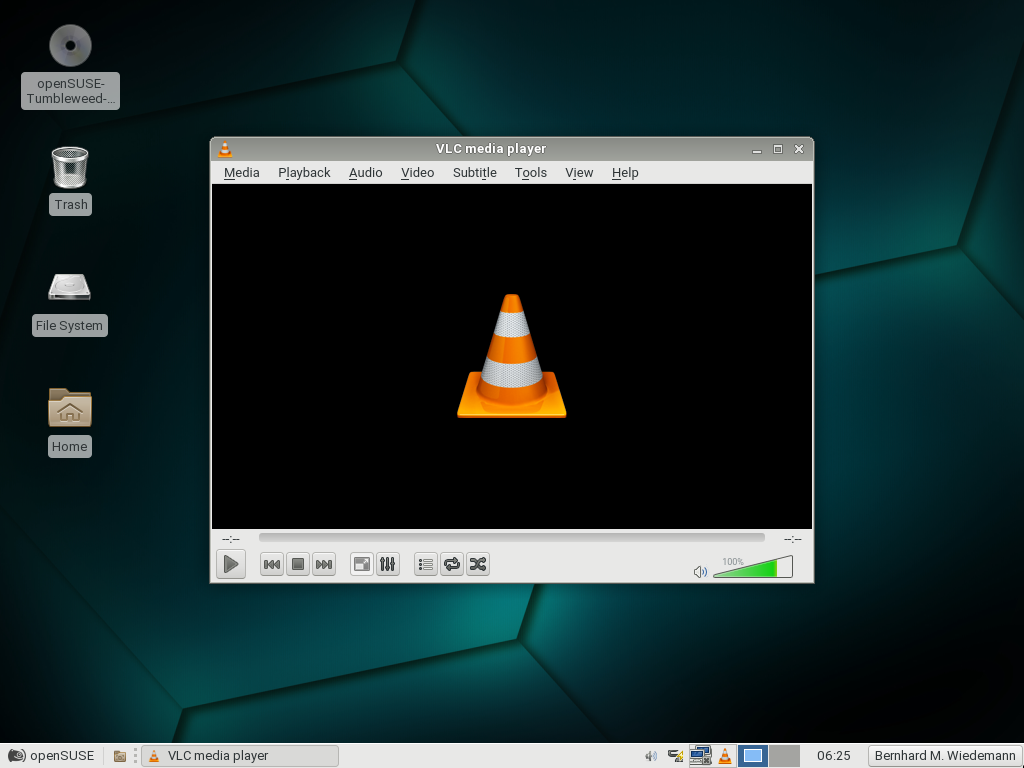 openSUSE-
Tumbleweed-...
Trash
File System
Home
VLC media player
Media Playback Audio Video Subtitle Tools View Help
--:-- --:--
100%
openSUSE VLC media player 06:25 Bernhard M. Wiedemann